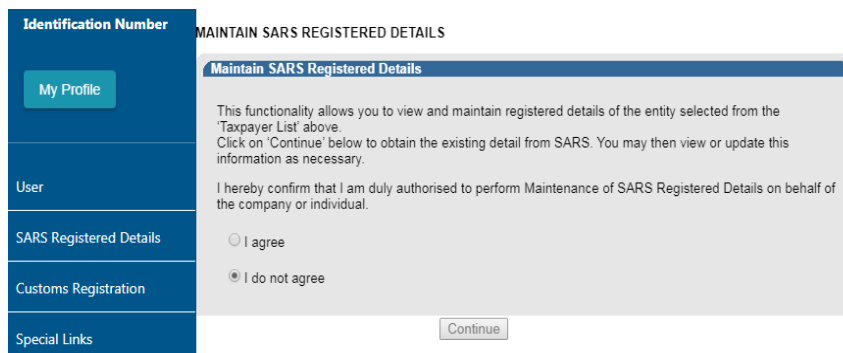 Identification Number
My Profile
User
SARS Registered Details
Customs Registration
Special Links
MAINTAIN SARS REGISTERED DETAILS
Maintain SARS Registered Details
This functionality allows you to view and maintain registered details of the entity selected from the
'Taxpayer List' above.
Click on 'Continue' below to obtain the existing detail from SARS. You may then view or update this
information as necessary.
I hereby confirm that I am duly authorised to perform Maintenance of SARS Registered Details on behalf of
the company or individual.
I agree
I do not agree
Continue